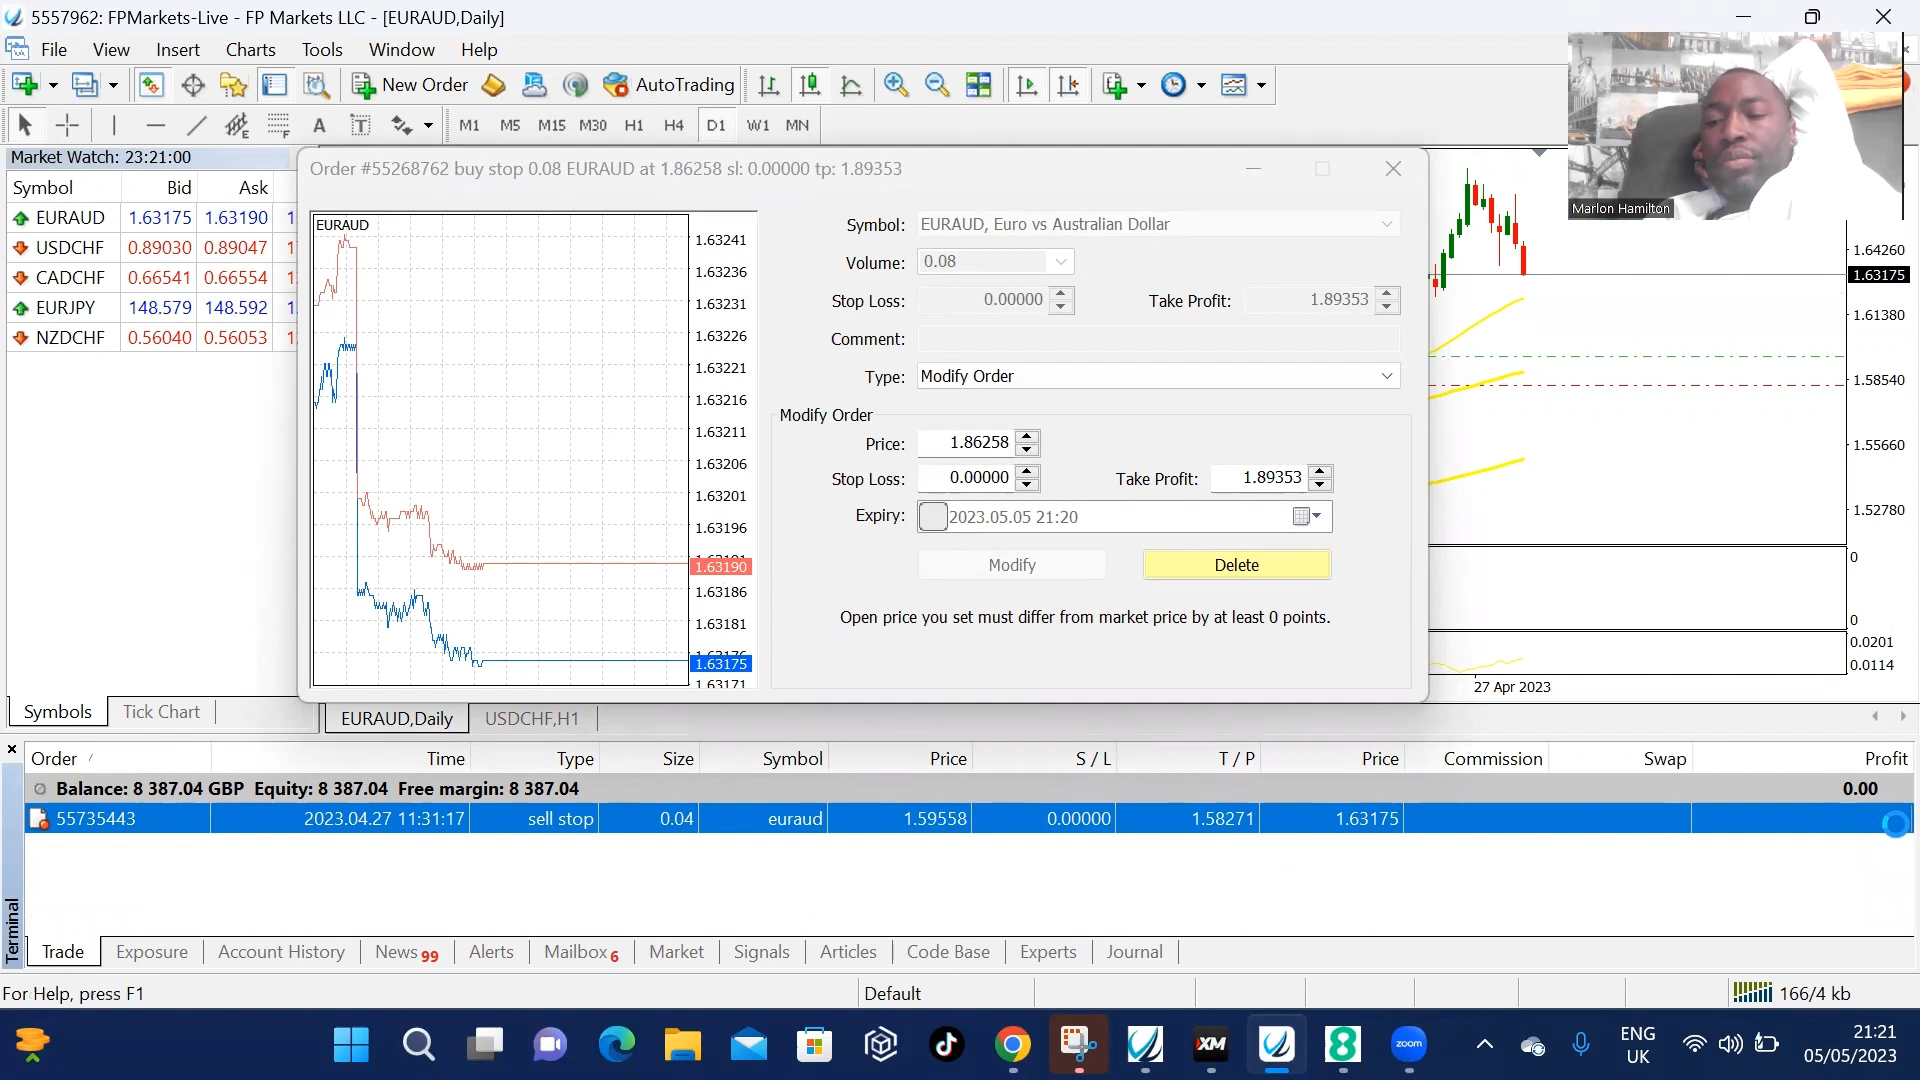 5557962: FPMarkets-Live - FP Markets LLC - [EURAUD,Daily]
File View Insert Charts Tools Window Help
New Order AutoTrading
A T E F M1 M5 M15 M30 H1 H4 D1 W1 MN
Market Watch: 23:21:00
Symbol Bid Ask
EURAUD 1.63175 1.63190
USDCHF 0.89030 0.89047
CADCHF 0.66541 0.66554
EURJPY 148.579 148.592
NZDCHF 0.56040 0.56053
Symbols Tick Chart
Order #55268762 buy stop 0.08 EURAUD at 1.86258 sl: 0.00000 tp: 1.89353
EURAUD
1.63241
1.63236
1.63231
1.63226
1.63221
1.63216
1.63211
1.63206
1.63201
1.63196
1.63190
1.63186
1.63181
1.63175
1.63171
Symbol: EURAUD, Euro vs Australian Dollar
Volume: 0.08
Stop Loss: 0.00000 Take Profit: 1.89353
Comment:
Type: Modify Order
Modify Order
Price: 1.86258
Stop Loss: 0.00000 Take Profit: 1.89353
Expiry: 2023.05.05 21:20
Modify Delete
Open price you set must differ from market price by at least 0 points.
Marlon Hamilton
1.64260
1.63175
1.61380
1.58540
1.55660
1.52780
0
0
0.0201
0.0114
27 Apr 2023
EURAUD,Daily USDCHF,H1
Order / Time Type Size Symbol Price S / L T / P Price Commission Swap Profit
Balance: 8 387.04 GBP Equity: 8 387.04 Free margin: 8 387.04 0.00
55735443 2023.04.27 11:31:17 sell stop 0.04 euraud 1.59558 0.00000 1.58271 1.63175
Terminal
Trade Exposure Account History News 99 Alerts Mailbox 6 Market Signals Articles Code Base Experts Journal
For Help, press F1 Default 166/4 kb
XM zoom ENG
UK
21:21
05/05/2023